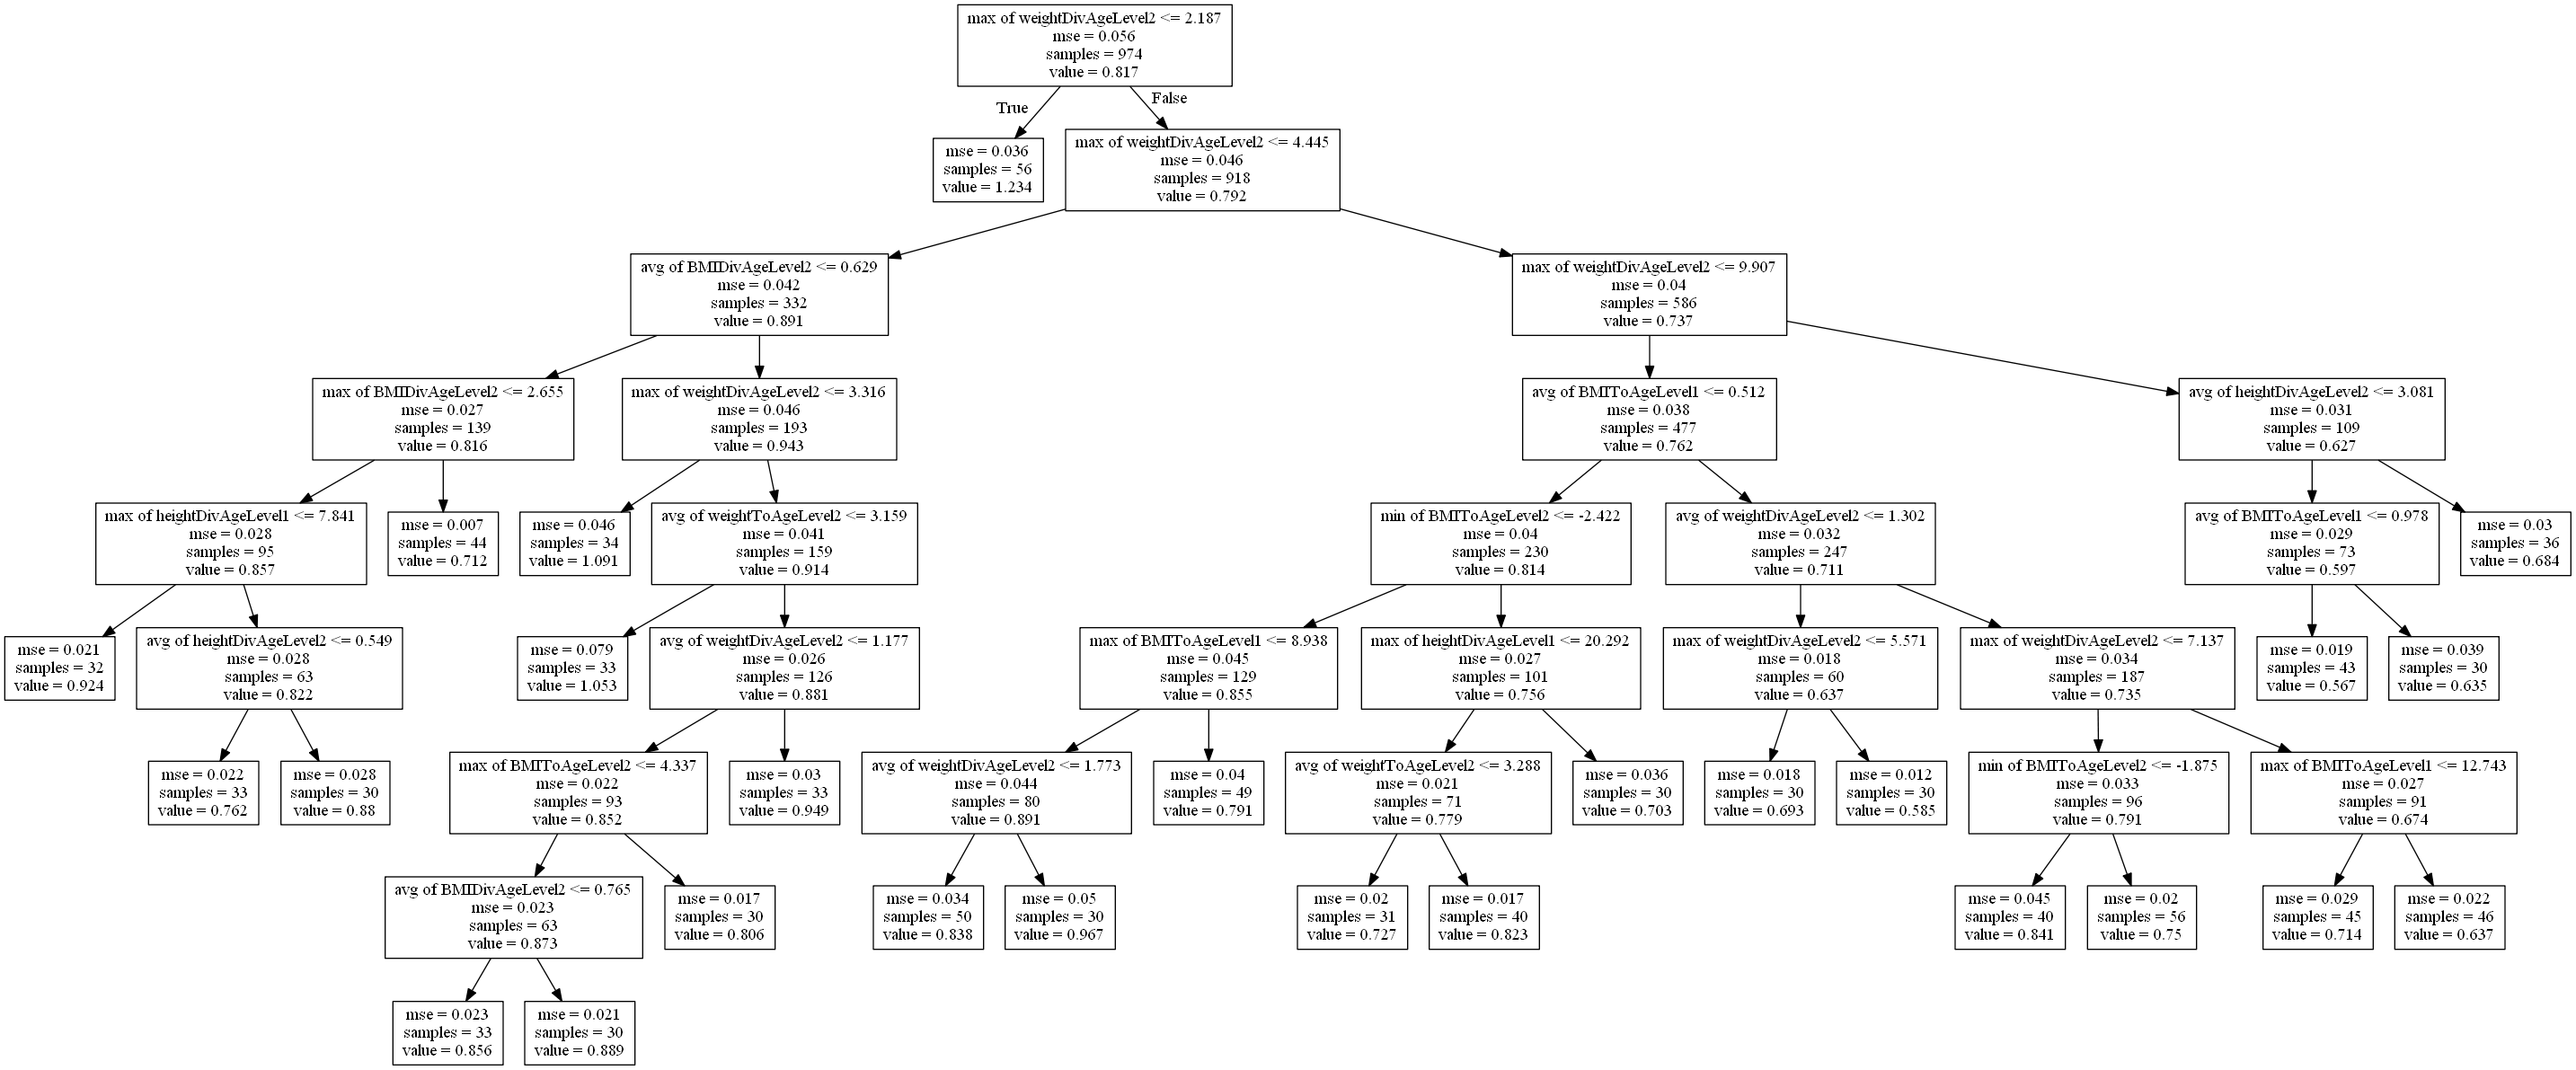 max of weightDivAgeLevel2 <= 2.187
mse = 0.056
samples = 974
value = 0.817
True
False
mse = 0.036
samples = 56
value = 1.234
max of weightDivAgeLevel2 <= 4.445
mse = 0.046
samples = 918
value = 0.792
avg of BMIDivAgeLevel2 <= 0.629
mse = 0.042
samples = 332
value = 0.891
max of weightDivAgeLevel2 <= 9.907
mse = 0.04
samples = 586
value = 0.737
max of BMIDivAgeLevel2 <= 2.655
mse = 0.027
samples = 139
value = 0.816
max of weightDivAgeLevel2 <= 3.316
mse = 0.046
samples = 193
value = 0.943
avg of BMIToAgeLevel1 <= 0.512
mse = 0.038
samples = 477
value = 0.762
avg of heightDivAgeLevel2 <= 3.081
mse = 0.031
samples = 109
value = 0.627
max of heightDivAgeLevel1 <= 7.841
mse = 0.028
samples = 95
value = 0.857
mse = 0.007
samples = 44
value = 0.712
mse = 0.046
samples = 34
value = 1.091
avg of weightToAgeLevel2 <= 3.159
mse = 0.041
samples = 159
value = 0.914
min of BMIToAgeLevel2 <= -2.422
mse = 0.04
samples = 230
value = 0.814
avg of weightDivAgeLevel2 <= 1.302
mse = 0.032
samples = 247
value = 0.711
avg of BMIToAgeLevel1 <= 0.978
mse = 0.029
samples = 73
value = 0.597
mse = 0.03
samples = 36
value = 0.684
mse = 0.021
samples = 32
value = 0.924
avg of heightDivAgeLevel2 <= 0.549
mse = 0.028
samples = 63
value = 0.822
mse = 0.079
samples = 33
value = 1.053
avg of weightDivAgeLevel2 <= 1.177
mse = 0.026
samples = 126
value = 0.881
max of BMIToAgeLevel1 <= 8.938
mse = 0.045
samples = 129
value = 0.855
max of heightDivAgeLevel1 <= 20.292
mse = 0.027
samples = 101
value = 0.756
max of weightDivAgeLevel2 <= 5.571
mse = 0.018
samples = 60
value = 0.637
max of weightDivAgeLevel2 <= 7.137
mse = 0.034
samples = 187
value = 0.735
mse = 0.019
samples = 43
value = 0.567
mse = 0.039
samples = 30
value = 0.635
mse = 0.022
samples = 33
value = 0.762
mse = 0.028
samples = 30
value = 0.88
max of BMIToAgeLevel2 <= 4.337
mse = 0.022
samples = 93
value = 0.852
mse = 0.03
samples = 33
value = 0.949
avg of weightDivAgeLevel2 <= 1.773
mse = 0.044
samples = 80
value = 0.891
mse = 0.04
samples = 49
value = 0.791
avg of weightToAgeLevel2 <= 3.288
mse = 0.021
samples = 71
value = 0.779
mse = 0.036
samples = 30
value = 0.703
mse = 0.018
samples = 30
value = 0.693
mse = 0.012
samples = 30
value = 0.585
min of BMIToAgeLevel2 <= -1.875
mse = 0.033
samples = 96
value = 0.791
max of BMIToAgeLevel1 <= 12.743
mse = 0.027
samples = 91
value = 0.674
avg of BMIDivAgeLevel2 <= 0.765
mse = 0.023
samples = 63
value = 0.873
mse = 0.017
samples = 30
value = 0.806
mse = 0.034
samples = 50
value = 0.838
mse = 0.05
samples = 30
value = 0.967
mse = 0.02
samples = 31
value = 0.727
mse = 0.017
samples = 40
value = 0.823
mse = 0.045
samples = 40
value = 0.841
mse = 0.02
samples = 56
value = 0.75
mse = 0.029
samples = 45
value = 0.714
mse = 0.022
samples = 46
value = 0.637
mse = 0.023
samples = 33
value = 0.856
mse = 0.021
samples = 30
value = 0.889